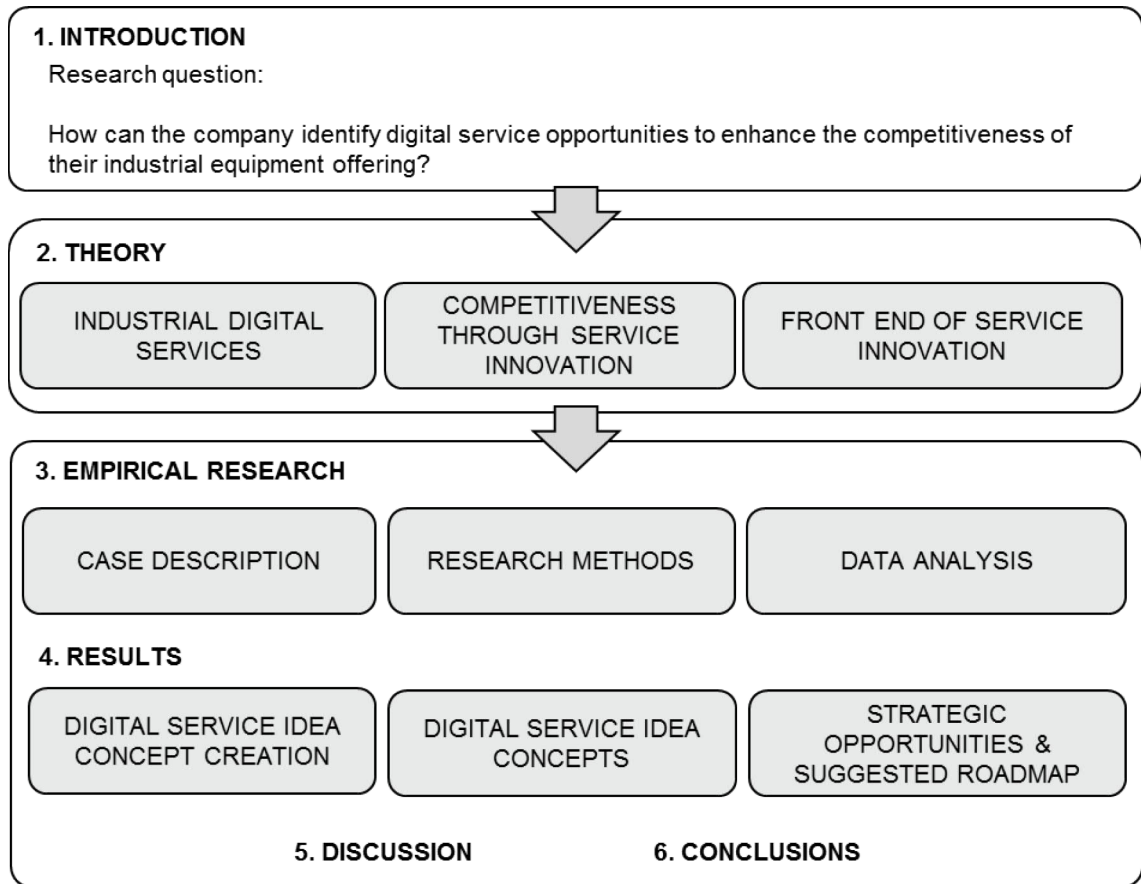 1. INTRODUCTION
Research question:
How can the company identify digital service opportunities to enhance the competitiveness of
their industrial equipment offering?
2. THEORY
INDUSTRIAL DIGITAL
SERVICES
COMPETITIVENESS
THROUGH SERVICE
INNOVATION
FRONT END OF SERVICE
INNOVATION
3. EMPIRICAL RESEARCH
CASE DESCRIPTION
RESEARCH METHODS
DATA ANALYSIS
4. RESULTS
DIGITAL SERVICE IDEA
CONCEPT CREATION
DIGITAL SERVICE IDEA
CONCEPTS
STRATEGIC
OPPORTUNITIES &
SUGGESTED ROADMAP
5. DISCUSSION
6. CONCLUSIONS